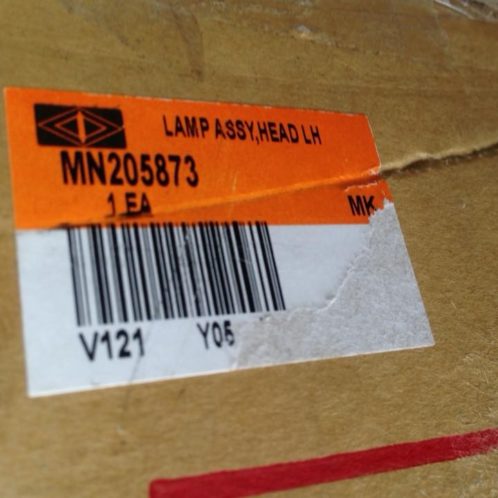 LAMP ASSY,HEAD LH
MN205873
1 EA MK
V121 Y05